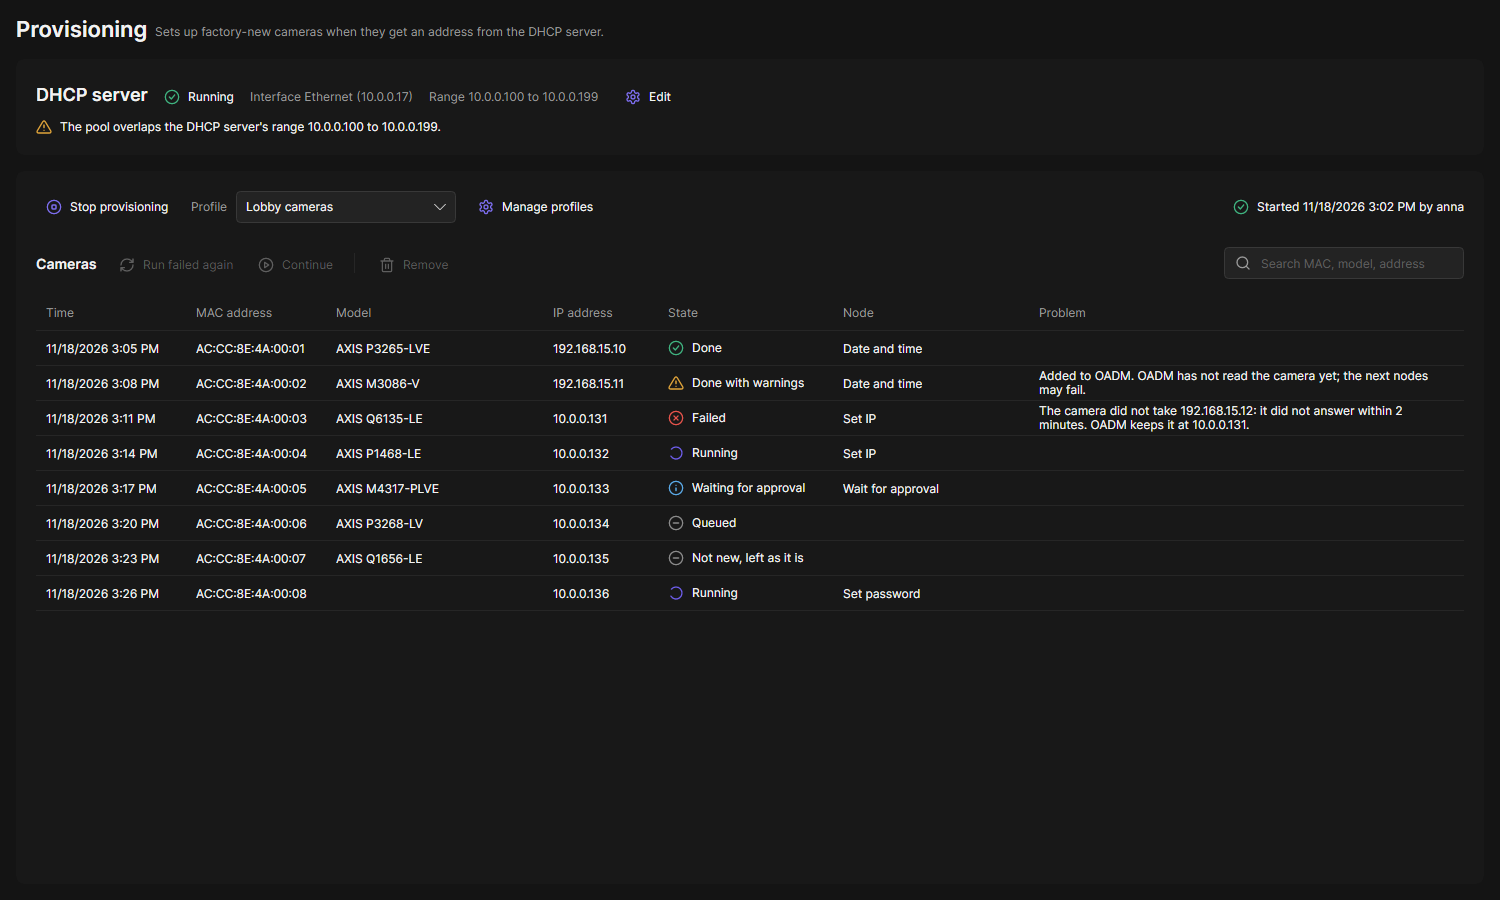 Provisioning Sets up factory-new cameras when they get an address from the DHCP server.
DHCP server Running Interface Ethernet (10.0.0.17) Range 10.0.0.100 to 10.0.0.199 Edit
The pool overlaps the DHCP server's range 10.0.0.100 to 10.0.0.199.
Stop provisioning Profile Lobby cameras Manage profiles Started 11/18/2026 3:02 PM by anna
Cameras Run failed again Continue Remove Search MAC, model, address
Time MAC address Model IP address State Node Problem
11/18/2026 3:05 PM AC:CC:8E:4A:00:01 AXIS P3265-LVE 192.168.15.10 Done Date and time
11/18/2026 3:08 PM AC:CC:8E:4A:00:02 AXIS M3086-V 192.168.15.11 Done with warnings Date and time Added to OADM. OADM has not read the camera yet; the next nodes
may fail.
11/18/2026 3:11 PM AC:CC:8E:4A:00:03 AXIS Q6135-LE 10.0.0.131 Failed Set IP The camera did not take 192.168.15.12: it did not answer within 2
minutes. OADM keeps it at 10.0.0.131.
11/18/2026 3:14 PM AC:CC:8E:4A:00:04 AXIS P1468-LE 10.0.0.132 Running Set IP
11/18/2026 3:17 PM AC:CC:8E:4A:00:05 AXIS M4317-PLVE 10.0.0.133 Waiting for approval Wait for approval
11/18/2026 3:20 PM AC:CC:8E:4A:00:06 AXIS P3268-LV 10.0.0.134 Queued
11/18/2026 3:23 PM AC:CC:8E:4A:00:07 AXIS Q1656-LE 10.0.0.135 Not new, left as it is
11/18/2026 3:26 PM AC:CC:8E:4A:00:08 10.0.0.136 Running Set password